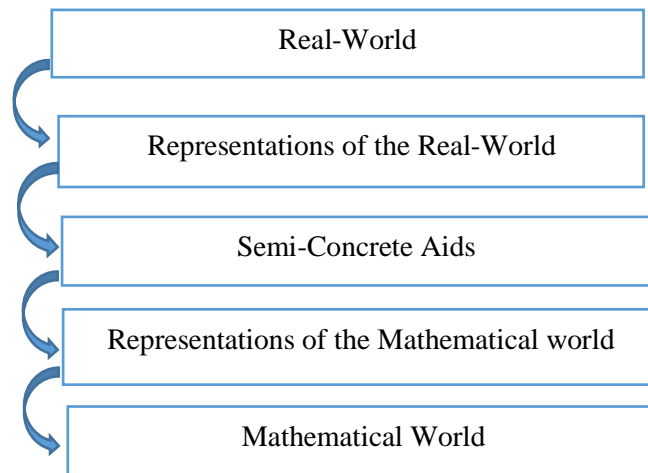 Real-World
Representations of the Real-World
Semi-Concrete Aids
Representations of the Mathematical world
Mathematical World